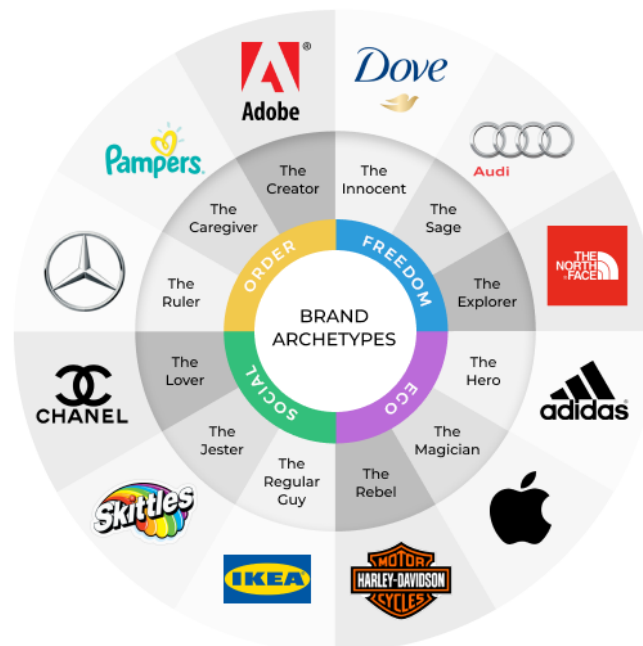 BRAND
ARCHETYPES
ORDER
FREEDOM
EGO
SOCIAL
The
Innocent
The
Sage
The
Explorer
The
Hero
The
Magician
The
Rebel
The
Regular
Guy
The
Jester
The
Lover
The
Ruler
The
Caregiver
The
Creator
Dove
Audi
THE
NORTH
FACE
adidas
MOTOR
HARLEY-DAVIDSON
CYCLES
IKEA
Skittles
CHANEL
Pampers.
Adobe®